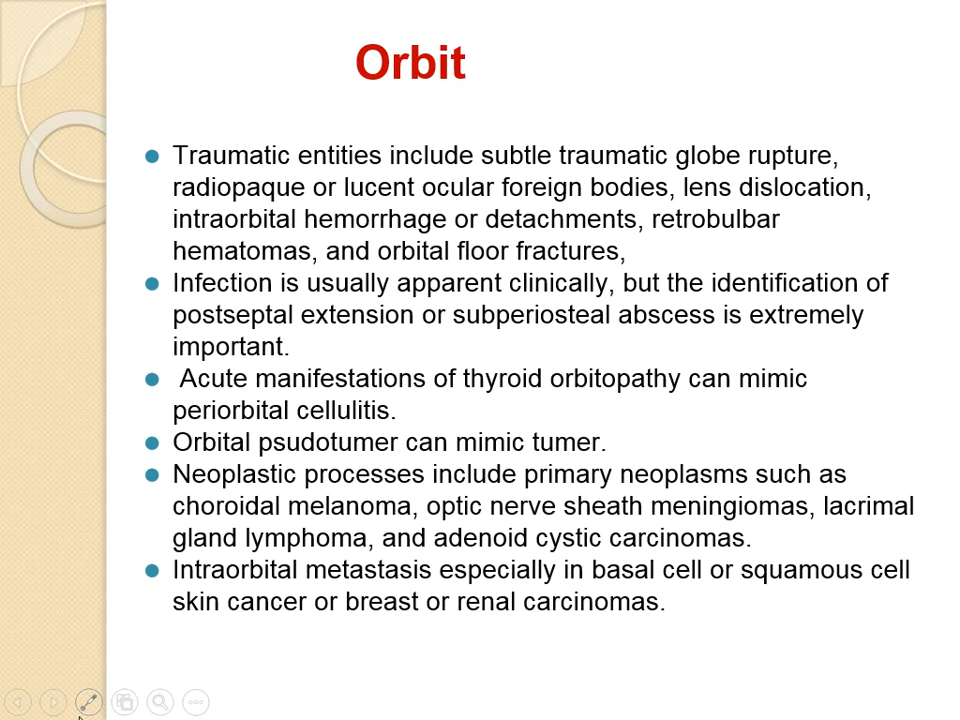 Orbit
Traumatic entities include subtle traumatic globe rupture,
radiopaque or lucent ocular foreign bodies, lens dislocation,
intraorbital hemorrhage or detachments, retrobulbar
hematomas, and orbital floor fractures,
Infection is usually apparent clinically, but the identification of
postseptal extension or subperiosteal abscess is extremely
important.
Acute manifestations of thyroid orbitopathy can mimic
periorbital cellulitis.
Orbital psudotumer can mimic tumer.
Neoplastic processes include primary neoplasms such as
choroidal melanoma, optic nerve sheath meningiomas, lacrimal
gland lymphoma, and adenoid cystic carcinomas.
Intraorbital metastasis especially in basal cell or squamous cell
skin cancer or breast or renal carcinomas.